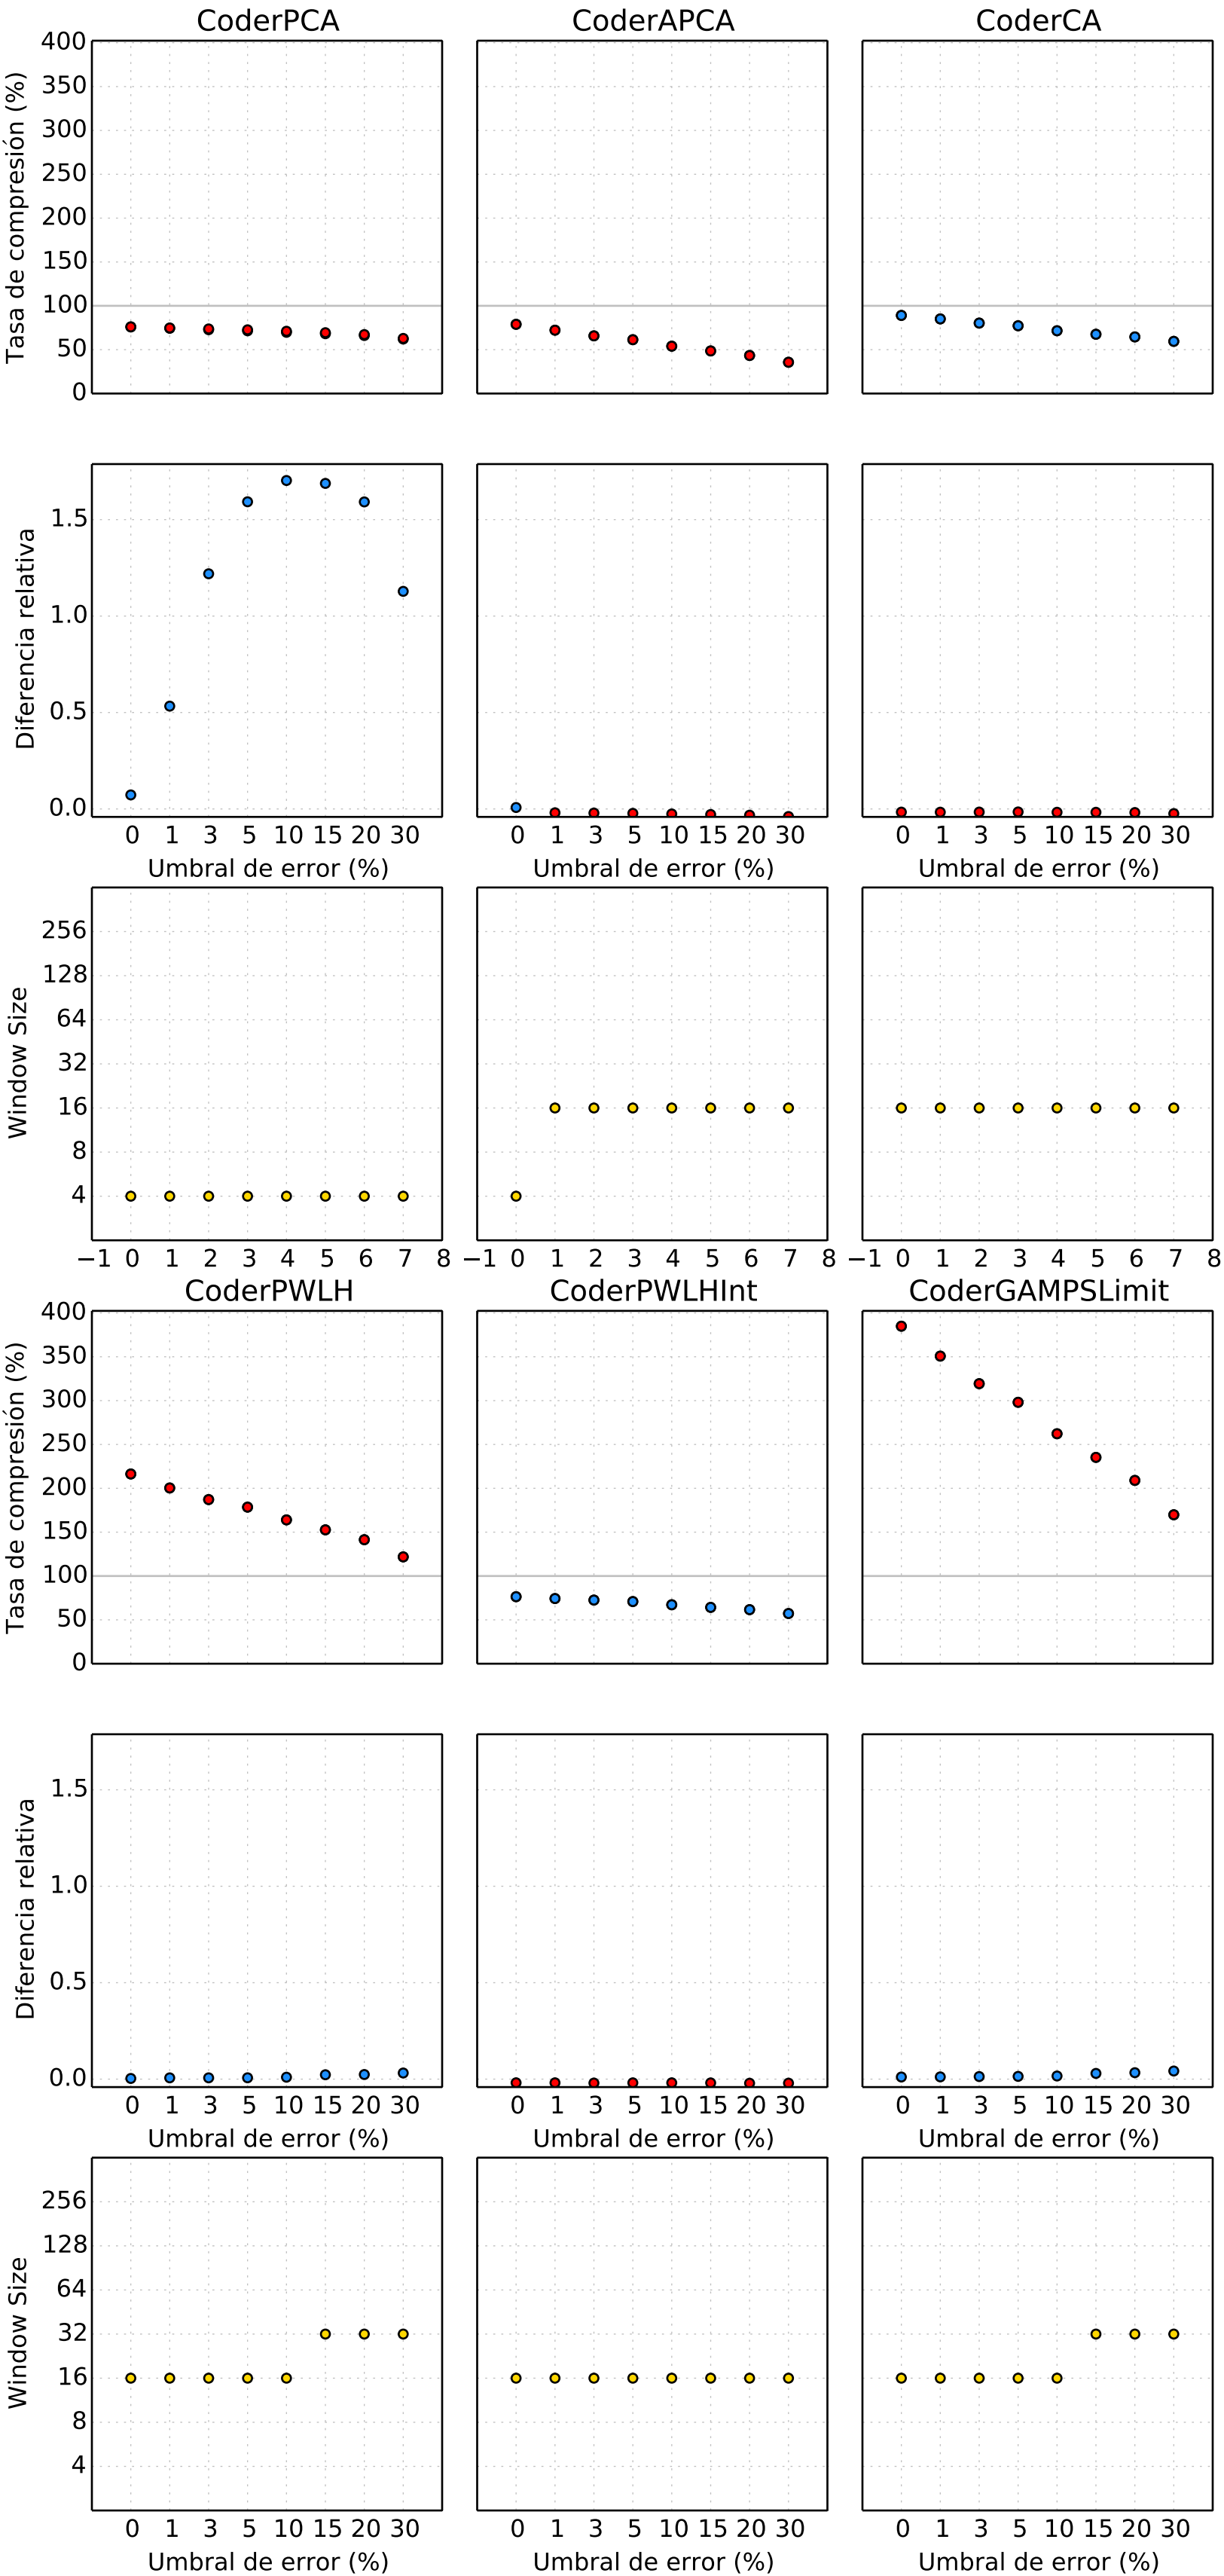 CoderPCA CoderAPCA CoderCA
Tasa de compresión (%)
400
350
300
250
200
150
100
50
0
Diferencia relativa
1.5
1.0
0.5
0.0
0 1 3 5 10 15 20 30
Umbral de error (%)
0 1 3 5 10 15 20 30
Umbral de error (%)
0 1 3 5 10 15 20 30
Umbral de error (%)
Window Size
256
128
64
32
16
8
4
−1 0 1 2 3 4 5 6 7 8
−1 0 1 2 3 4 5 6 7 8
−1 0 1 2 3 4 5 6 7 8
CoderPWLH CoderPWLHInt CoderGAMPSLimit
Tasa de compresión (%)
400
350
300
250
200
150
100
50
0
Diferencia relativa
1.5
1.0
0.5
0.0
0 1 3 5 10 15 20 30
Umbral de error (%)
0 1 3 5 10 15 20 30
Umbral de error (%)
0 1 3 5 10 15 20 30
Umbral de error (%)
Window Size
256
128
64
32
16
8
4
0 1 3 5 10 15 20 30
Umbral de error (%)
0 1 3 5 10 15 20 30
Umbral de error (%)
0 1 3 5 10 15 20 30
Umbral de error (%)